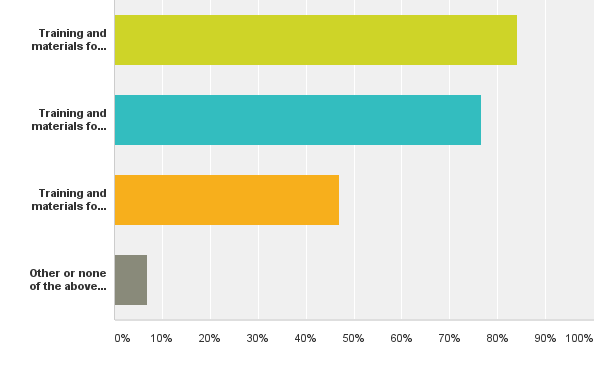 Training and
materials fo...
Training and
materials fo...
Training and
materials fo...
Other or none
of the above...
0% 10% 20% 30% 40% 50% 60% 70% 80% 90% 100%